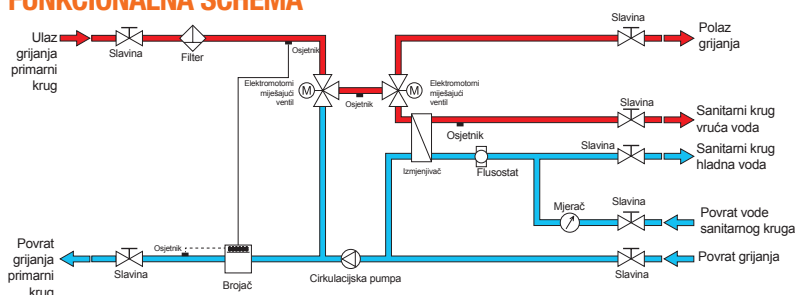 FUNKCIONALNA SCHEMA
Ulaz
grijanja
primarni
krug
Slavina
Filter
Osjetnik
Elektromotorni
miješajući
ventil
M
Osjetnik
M
Elektromotorni
miješajući
ventil
Slavina
Polaz
grijanja
Slavina
Sanitarni krug
vruća voda
Osjetnik
Slavina
Sanitarni krug
hladna voda
Izmjenjivač
Flusostat
Mjerač
Slavina
Povrat vode
sanitarnog kruga
Povrat
grijanja
primarni
krug
Slavina
Osjetnik
Brojač
Cirkulacijska pumpa
Slavina
Povrat grijanja